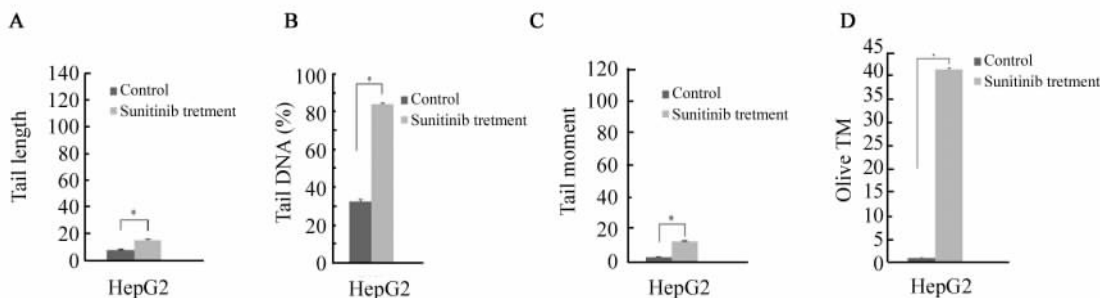 A
140
120
100
80
60
40
20
0
Tail length
Control
Sunitinib tretment
*
HepG2
B
100
80
60
40
20
0
Tail DNA (%)
Control
Sunitinib tretment
*
HepG2
C
120
100
80
60
40
20
0
Tail moment
Control
Sunitinib tretment
*
HepG2
D
45
40
35
30
25
20
15
10
5
0
Olive TM
Control
Sunitinib tretment
HepG2